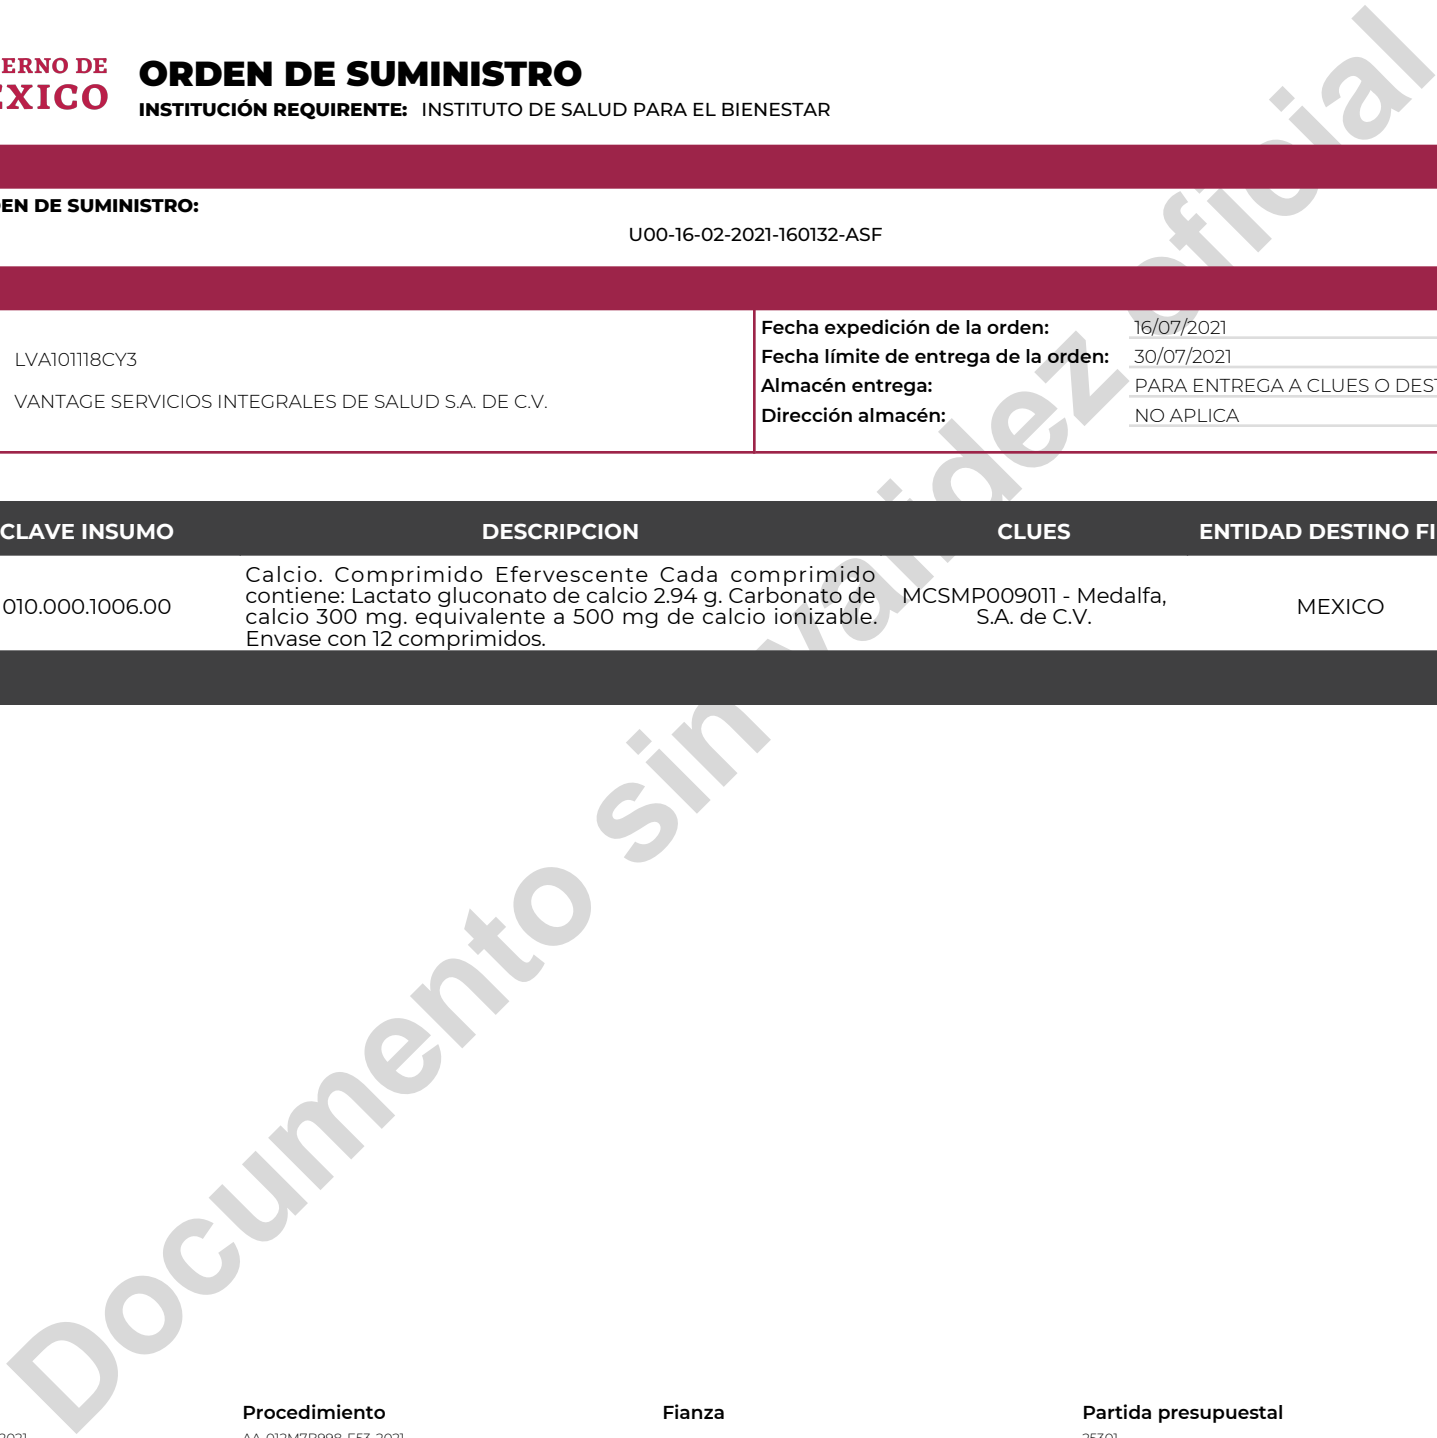 ERNO DE
ORDEN DE SUMINISTRO
INSTITUCIÓN REQUIRENTE: INSTITUTO DE SALUD PARA EL BIENESTAR
EN DE SUMINISTRO:
U00-16-02-2021-160132-ASF
LVA101118CY3
VANTAGE SERVICIOS INTEGRALES DE SALUD S.A. DE C.V.
Fecha expedición de la orden: 16/07/2021
Fecha límite de entrega de la orden: 30/07/2021
Almacén entrega: PARA ENTREGA A CLUES O DEST
Dirección almacén: NO APLICA
CLAVE INSUMO DESCRIPCION CLUES ENTIDAD DESTINO FI
010.000.1006.00
Calcio. Comprimido Efervescente Cada comprimido
contiene: Lactato gluconato de calcio 2.94 g. Carbonato de
calcio 300 mg. equivalente a 500 mg de calcio ionizable.
Envase con 12 comprimidos.
MCSMP009011 - Medalfa,
S.A. de C.V.
MEXICO
Documento sin validez oficial
Procedimiento Fianza Partida presupuestal